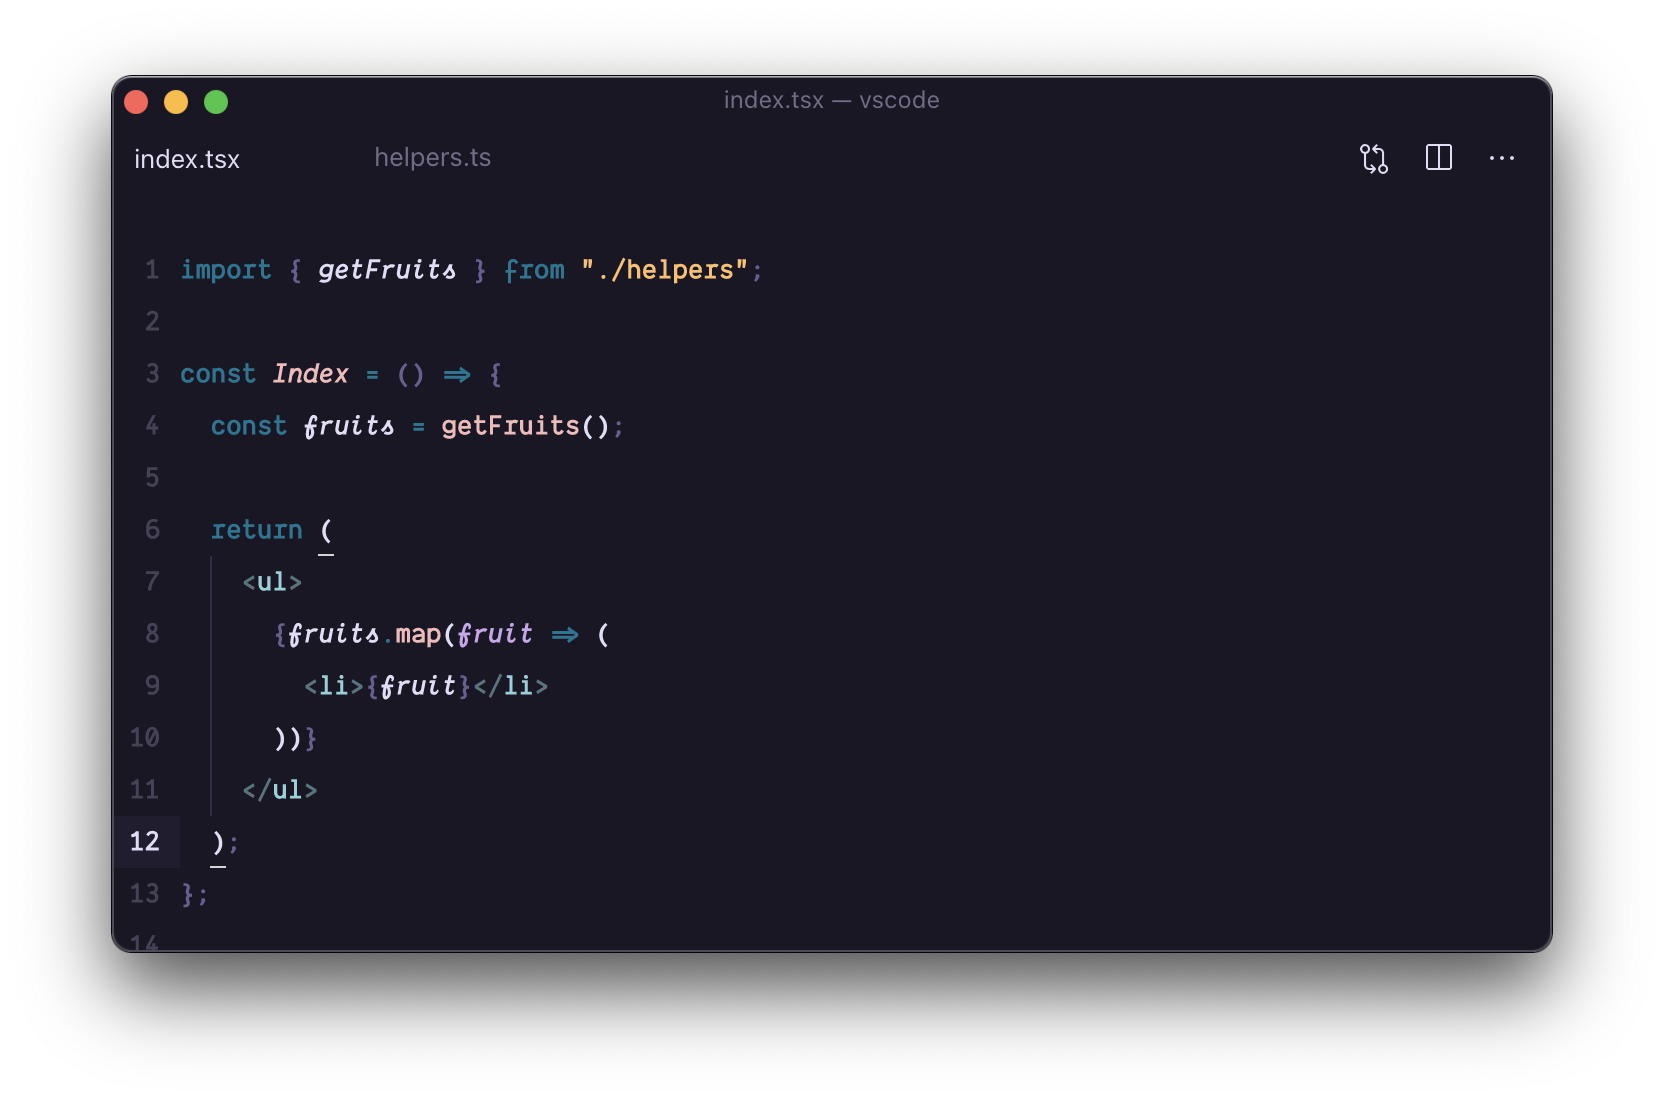 index.tsx — vscode
index.tsx helpers.ts
1 import { getFruits } from "./helpers";
2
3 const Index = () => {
4   const fruits = getFruits();
5
6   return (
7     <ul>
8       {fruits.map(fruit => (
9         <li>{fruit}</li>
10       ))}
11     </ul>
12   );
13 };
14